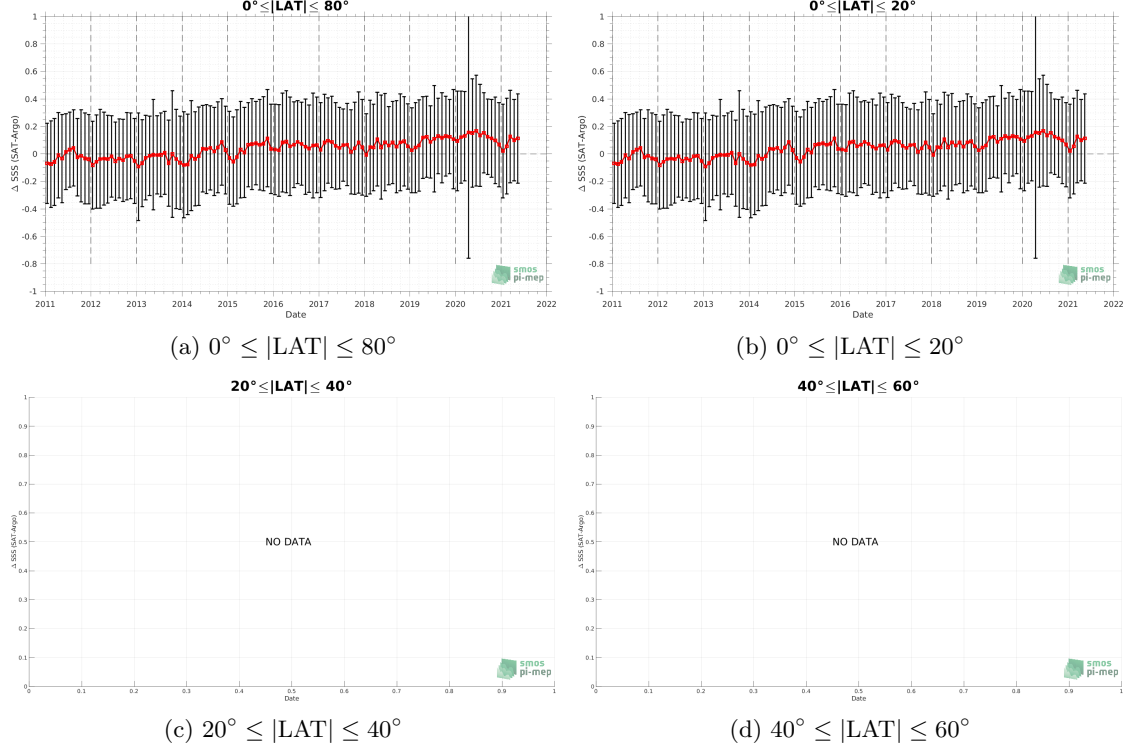 0°≤|LAT|≤ 80°
1
0.8
0.6
0.4
0.2
0
-0.2
-0.4
-0.6
-0.8
-1
Δ SSS (SAT-Argo)
2011 2012 2013 2014 2015 2016 2017 2018 2019 2020 2021 2022
Date
smos
pi-mep
(a) 0° ≤ |LAT| ≤ 80°
0°≤|LAT|≤ 20°
1
0.8
0.6
0.4
0.2
0
-0.2
-0.4
-0.6
-0.8
-1
Δ SSS (SAT-Argo)
2011 2012 2013 2014 2015 2016 2017 2018 2019 2020 2021 2022
Date
smos
pi-mep
(b) 0° ≤ |LAT| ≤ 20°
20°≤|LAT|≤ 40°
1
0.9
0.8
0.7
0.6
0.5
0.4
0.3
0.2
0.1
0
Δ SSS (SAT-Argo)
NO DATA
0 0.1 0.2 0.3 0.4 0.5 0.6 0.7 0.8 0.9 1
Date
smos
pi-mep
(c) 20° ≤ |LAT| ≤ 40°
40°≤|LAT|≤ 60°
1
0.9
0.8
0.7
0.6
0.5
0.4
0.3
0.2
0.1
0
Δ SSS (SAT-Argo)
NO DATA
0 0.1 0.2 0.3 0.4 0.5 0.6 0.7 0.8 0.9 1
Date
smos
pi-mep
(d) 40° ≤ |LAT| ≤ 60°